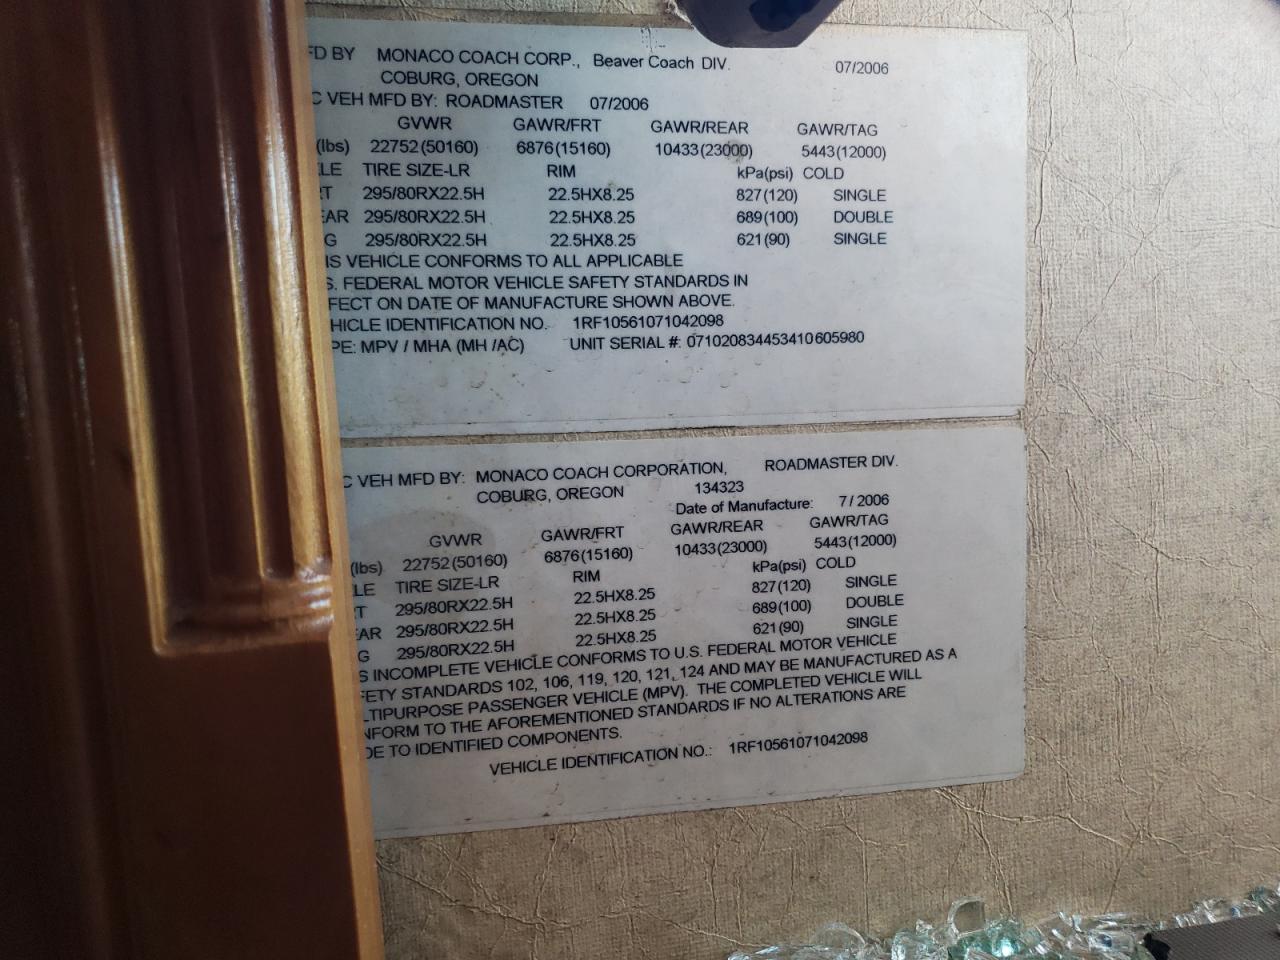 FD BY MONACO COACH CORP., Beaver Coach DIV. 07/2006
COBURG, OREGON
C VEH MFD BY: ROADMASTER 07/2006
GVWR GAWR/FRT GAWR/REAR GAWR/TAG
(lbs) 22752(50160) 6876(15160) 10433(23000) 5443(12000)
LE TIRE SIZE-LR RIM kPa(psi) COLD
RT 295/80RX22.5H 22.5HX8.25 827(120) SINGLE
EAR 295/80RX22.5H 22.5HX8.25 689(100) DOUBLE
G 295/80RX22.5H 22.5HX8.25 621(90) SINGLE
IS VEHICLE CONFORMS TO ALL APPLICABLE
S. FEDERAL MOTOR VEHICLE SAFETY STANDARDS IN
FECT ON DATE OF MANUFACTURE SHOWN ABOVE.
HICLE IDENTIFICATION NO. 1RF10561071042098
PE: MPV / MHA (MH /AC) UNIT SERIAL #: 071020834453410605980
C VEH MFD BY: MONACO COACH CORPORATION, ROADMASTER DIV.
COBURG, OREGON 134323
Date of Manufacture: 7/2006
GVWR GAWR/FRT GAWR/REAR GAWR/TAG
(lbs) 22752(50160) 6876(15160) 10433(23000) 5443(12000)
LE TIRE SIZE-LR RIM kPa(psi) COLD
T 295/80RX22.5H 22.5HX8.25 827(120) SINGLE
EAR 295/80RX22.5H 22.5HX8.25 689(100) DOUBLE
G 295/80RX22.5H 22.5HX8.25 621(90) SINGLE
S INCOMPLETE VEHICLE CONFORMS TO U.S. FEDERAL MOTOR VEHICLE
FETY STANDARDS 102, 106, 119, 120, 121, 124 AND MAY BE MANUFACTURED AS A
LTIPURPOSE PASSENGER VEHICLE (MPV). THE COMPLETED VEHICLE WILL
NFORM TO THE AFOREMENTIONED STANDARDS IF NO ALTERATIONS ARE
DE TO IDENTIFIED COMPONENTS.
VEHICLE IDENTIFICATION NO.: 1RF10561071042098